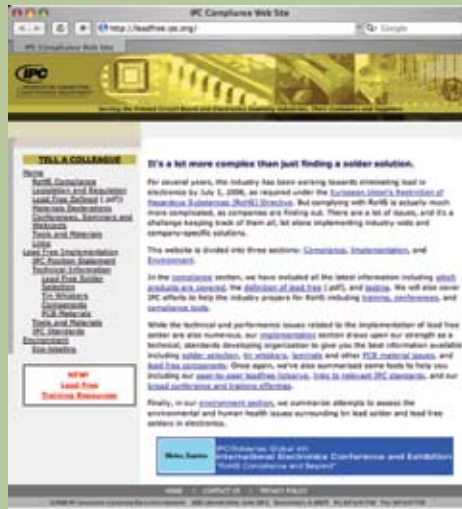 IPC Compliance Web Site
http://leadfree.ipc.org/
Google
IPC Compliance Web Site
IPC
TELL A COLLEAGUE
Home
RoHS Compliance
Legislation and Regulation
Lead Free Defined (.pdf)
Materials Declarations
Conferences, Seminars and
Webcasts
Tools and Materials
Links
Lead Free Implementation
IPC Position Statement
Technical Information
Lead Free Solder
Selection
Tin Whiskers
Components
PCB Materials
Tools and Materials
IPC Standards
Environment
Eco-labeling
NEW!
Lead Free
Training Resources
It's a lot more complex than just finding a solder solution.
For several years, the industry has been working towards eliminating lead in
electronics by July 1, 2006, as required under the European Union's Restriction of
Hazardous Substances (RoHS) Directive. But complying with RoHS is actually much
more complicated, as companies are finding out. There are a lot of issues, and it's a
challenge keeping track of them all, let alone implementing industry-wide and
company-specific solutions.
This website is divided into three sections: Compliance, Implementation, and
Environment.
In the compliance section, we have included all the latest information including which
products are covered, the definition of lead free (.pdf), and testing. We will also cover
IPC efforts to help the industry prepare for RoHS including training, conferences, and
compliance tools.
While the technical and performance issues related to the implementation of lead free
solder are also numerous, our implementation section draws upon our strength as a
technical, standards developing organization to give you the best information available
including solder selection, tin whiskers, laminate and other PCB material issues, and
lead free components. Once again, we've also summarized some tools to help you
including our peer-to-peer leadfree listserve, links to relevant IPC standards, and our
broad conference and training offerings.
Finally, in our environment section, we summarize attempts to assess the
environmental and human health issues surrounding tin lead solder and lead free
solders in electronics.
IPC/Soldertec Global 4th
International Electronics Conference and Exhibition
"RoHS Compliance and Beyond"
HOME | CONTACT US | PRIVACY POLICY